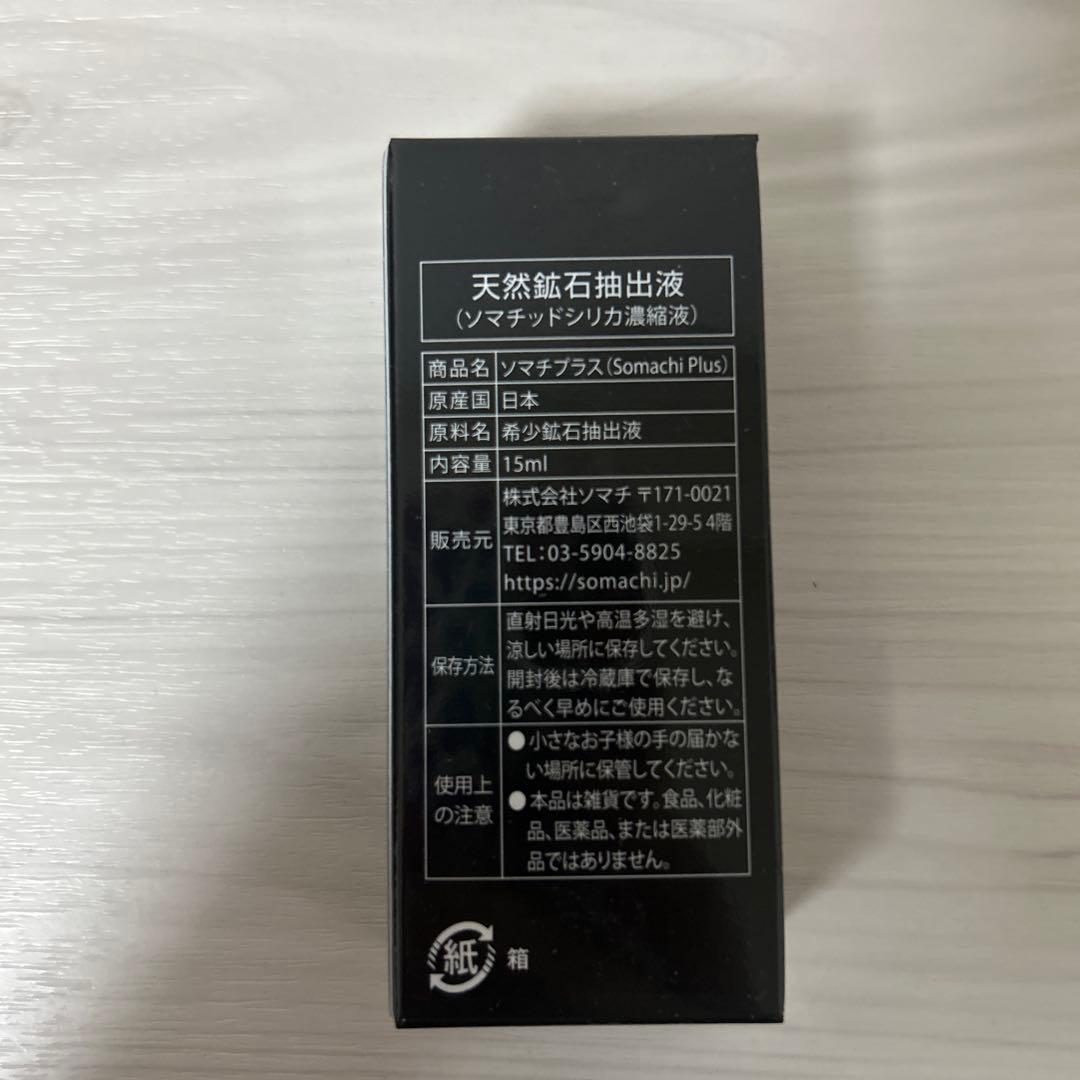 天然鉱石抽出液
(ソマチッドシリカ濃縮液)
商品名 ソマチプラス(Somachi Plus)
原産国 日本
原料名 希少鉱石抽出液
内容量 15ml
販売元
株式会社ソマチ 〒171-0021
東京都豊島区西池袋1-29-5 4階
TEL:03-5904-8825
https://somachi.jp/
保存方法
直射日光や高温多湿を避け、
涼しい場所に保存してください。
開封後は冷蔵庫で保存し、な
るべく早めにご使用ください。
使用上
の注意
●小さなお子様の手の届かな
い場所に保管してください。
●本品は雑貨です。食品、化粧
品、医薬品、または医薬部外
品ではありません。
紙 箱